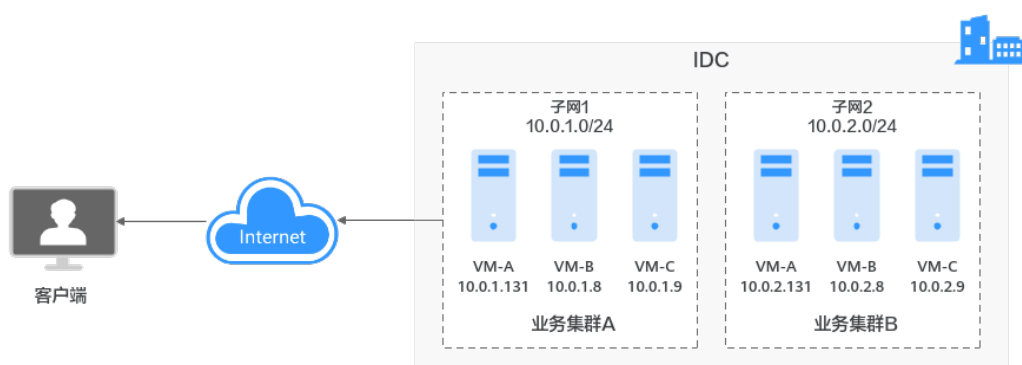 IDC
子网1
10.0.1.0/24
子网2
10.0.2.0/24
Internet
VM-A
10.0.1.131
VM-B
10.0.1.8
VM-C
10.0.1.9
VM-A
10.0.2.131
VM-B
10.0.2.8
VM-C
10.0.2.9
客户端
业务集群A
业务集群B